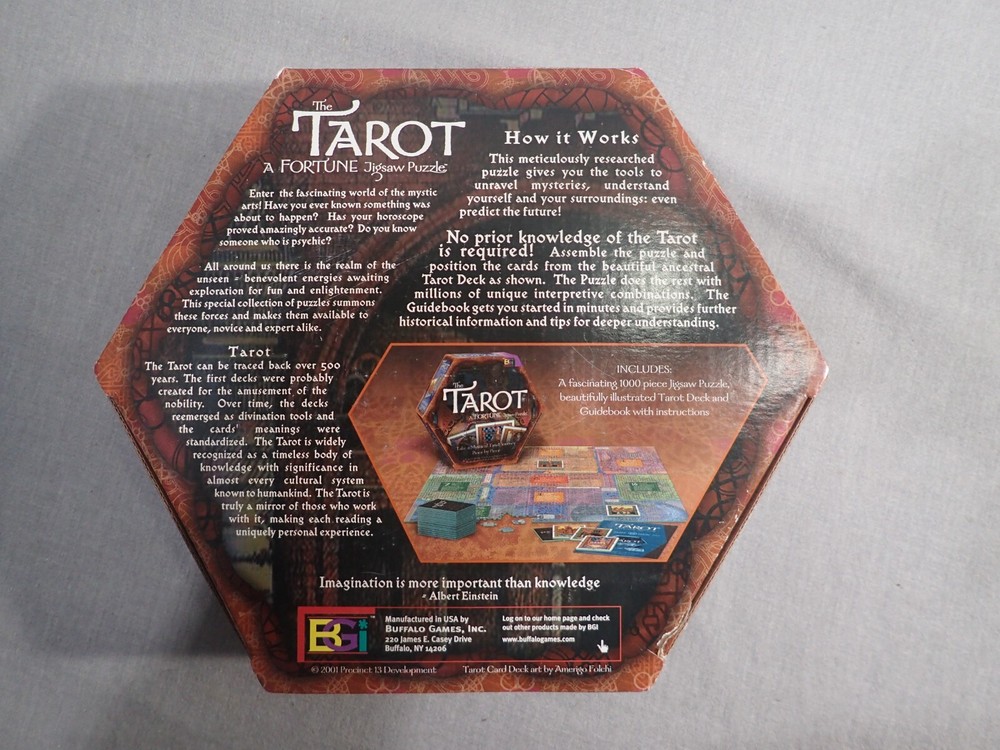 The
TAROT
A FORTUNE Jigsaw Puzzle™
Enter the fascinating world of the mystic
arts! Have you ever known something was
about to happen? Has your horoscope
proved amazingly accurate? Do you know
someone who is psychic?
All around us there is the realm of the
unseen - benevolent energies awaiting
exploration for fun and enlightenment.
This special collection of puzzles summons
these forces and makes them available to
everyone, novice and expert alike.
Tarot
The Tarot can be traced back over 500
years. The first decks were probably
created for the amusement of the
nobility. Over time, the decks
reemerged as divination tools and
the cards' meanings were
standardized. The Tarot is widely
recognized as a timeless body of
knowledge with significance in
almost every cultural system
known to humankind. The Tarot is
truly a mirror of those who work
with it, making each reading a
uniquely personal experience.
How it Works
This meticulously researched
puzzle gives you the tools to
unravel mysteries, understand
yourself and your surroundings: even
predict the future!
No prior knowledge of the Tarot
is required! Assemble the puzzle and
position the cards from the beautiful ancestral
Tarot Deck as shown. The Puzzle does the rest with
millions of unique interpretive combinations. The
Guidebook gets you started in minutes and provides further
historical information and tips for deeper understanding.
INCLUDES:
A fascinating 1000 piece Jigsaw Puzzle,
beautifully illustrated Tarot Deck and
Guidebook with instructions
The
TAROT
A FORTUNE Jigsaw Puzzle
TAROT
Imagination is more important than knowledge
- Albert Einstein
BGi™
Manufactured in USA by
BUFFALO GAMES, INC.
220 James E. Casey Drive
Buffalo, NY 14206
Log on to our home page and check
out other products made by BGI
www.buffalogames.com
© 2001 Precinct 13 Development
Tarot Card Deck art by Amerigo Folchi